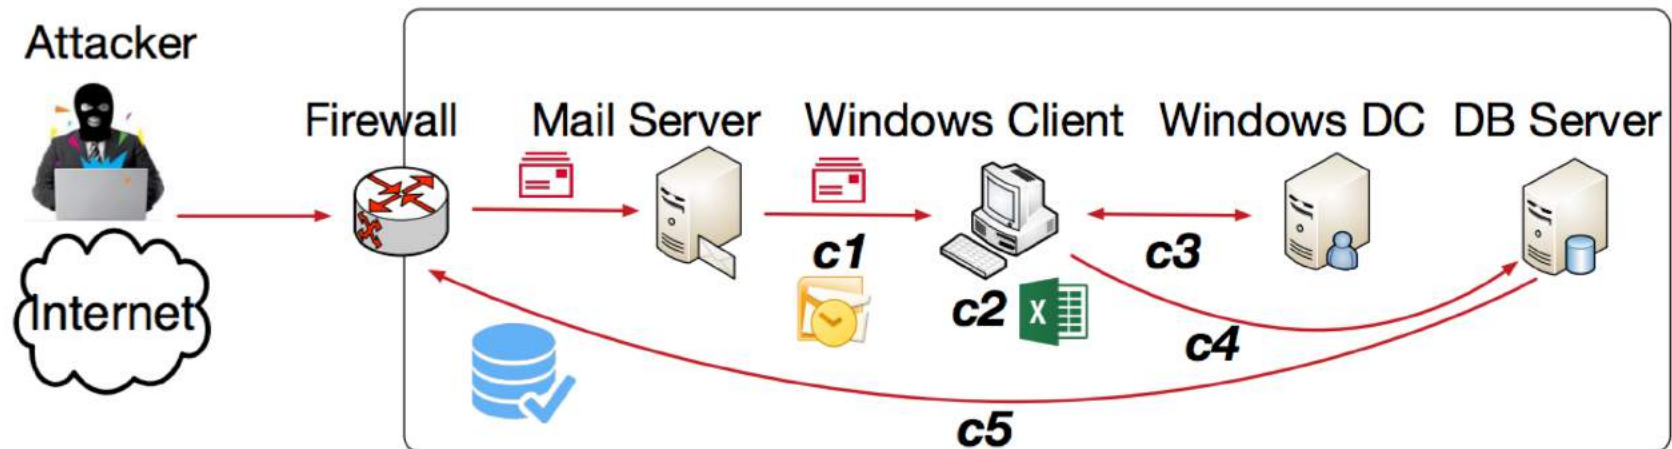 Attacker
Firewall
Mail Server
Windows Client
Windows DC
DB Server
Internet
c1
c2
X
c3
c4
c5